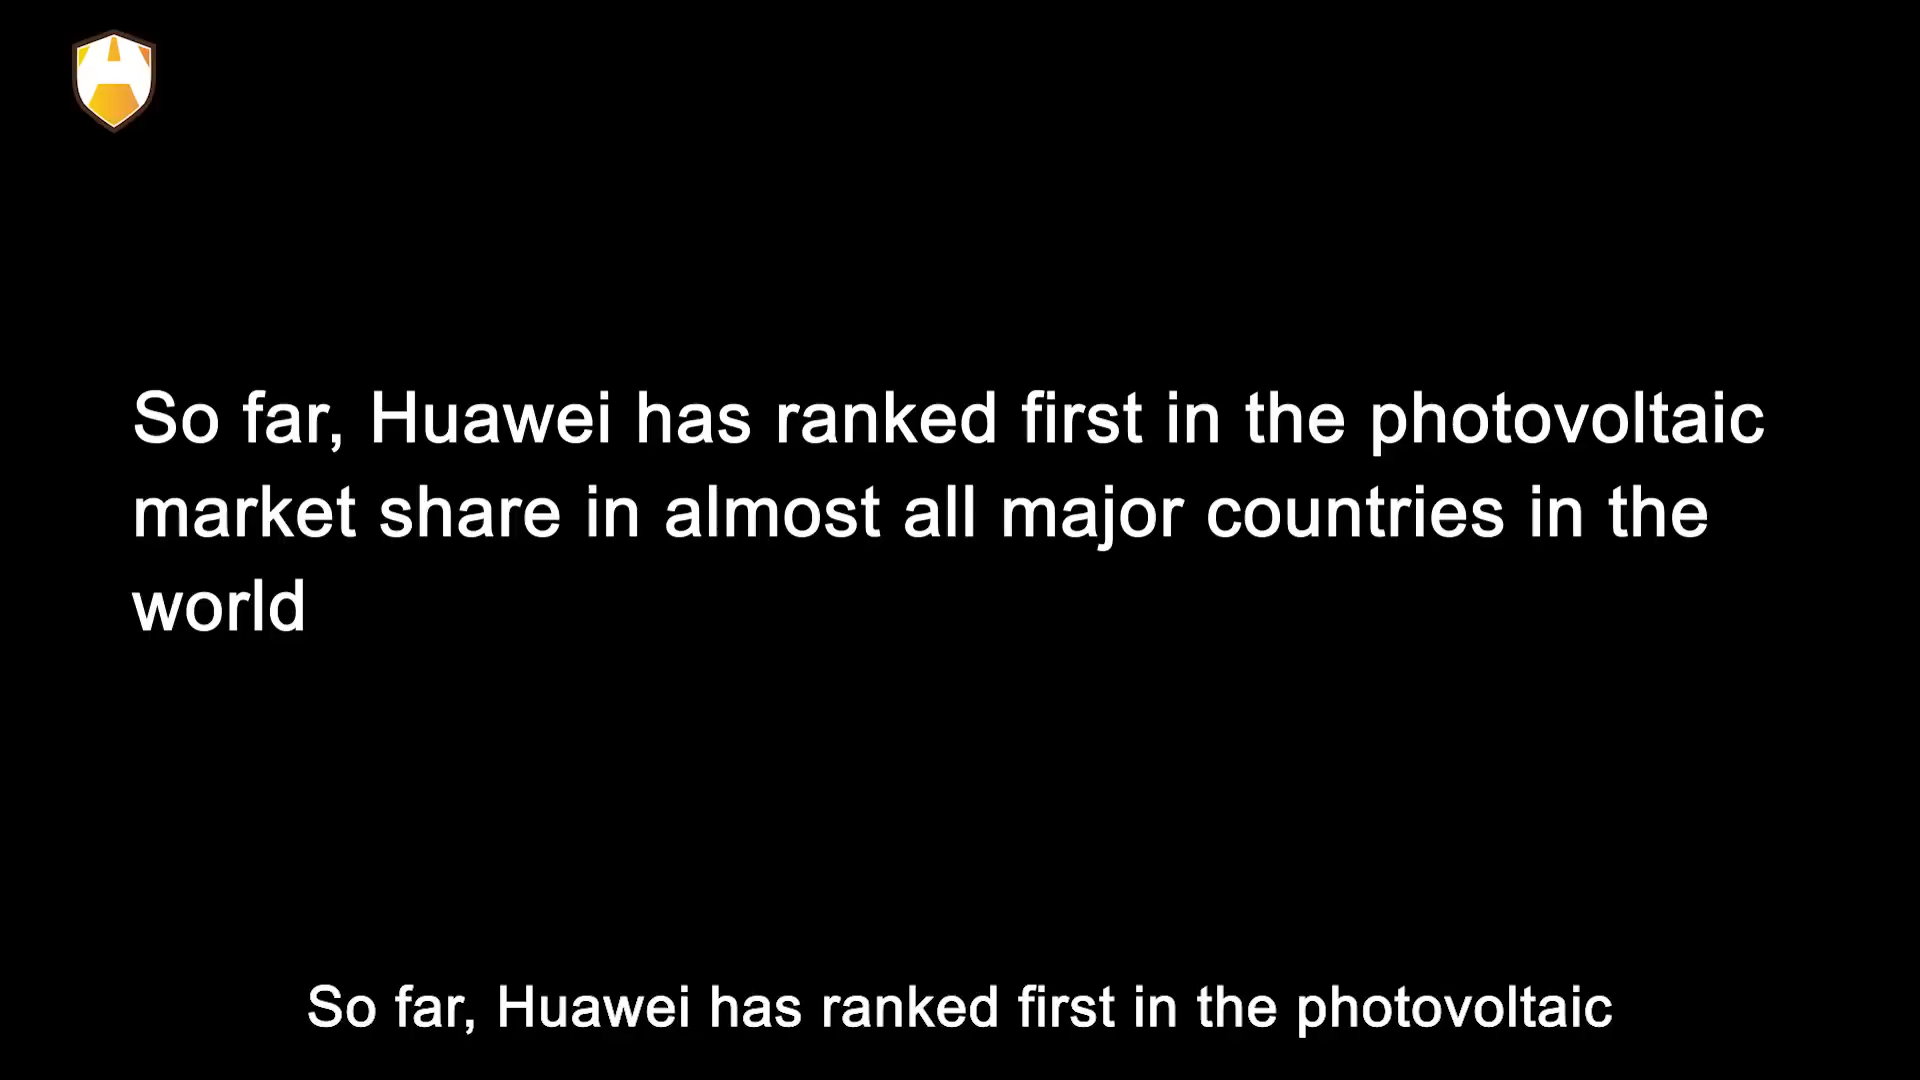 So far, Huawei has ranked first in the photovoltaic
market share in almost all major countries in the
world
So far, Huawei has ranked first in the photovoltaic